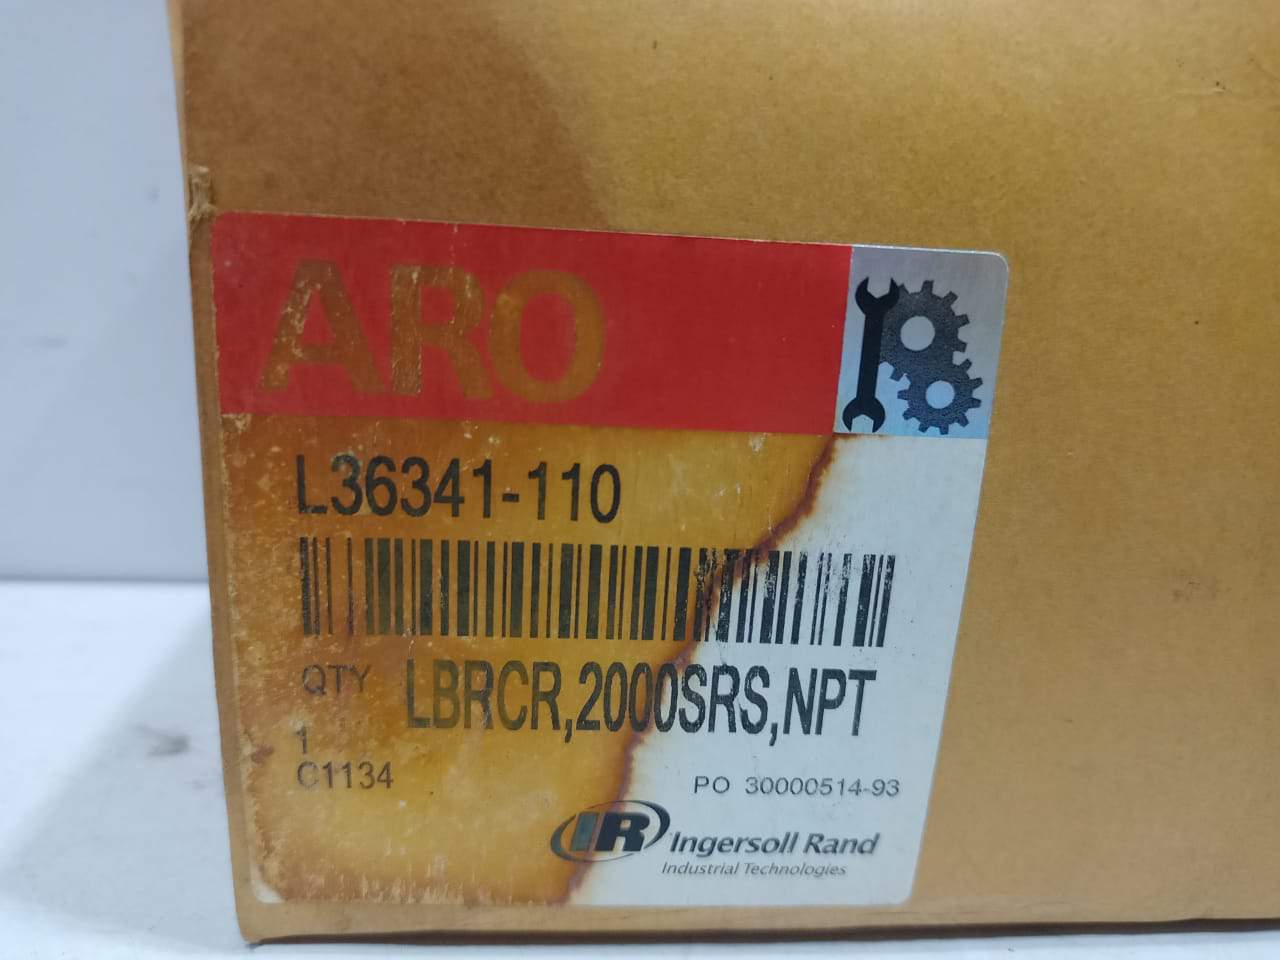 ARO
L36341-110
QTY LBRCR,2000SRS,NPT
1
C1134
PO 30000514-93
IR Ingersoll Rand
Industrial Technologies